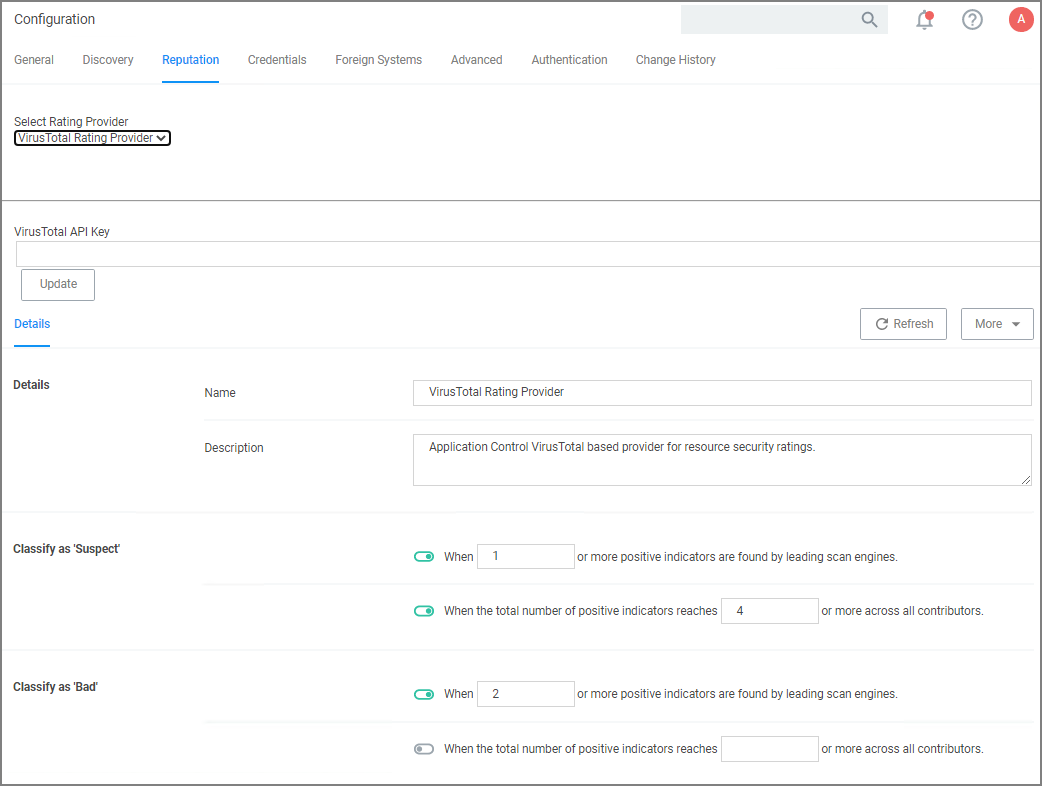 Configuration
A
General Discovery Reputation Credentials Foreign Systems Advanced Authentication Change History
Select Rating Provider
VirusTotal Rating Provider
VirusTotal API Key
Update
Details Refresh More
Details
Name VirusTotal Rating Provider
Description Application Control VirusTotal based provider for resource security ratings.
Classify as 'Suspect' When 1 or more positive indicators are found by leading scan engines.
When the total number of positive indicators reaches 4 or more across all contributors.
Classify as 'Bad' When 2 or more positive indicators are found by leading scan engines.
When the total number of positive indicators reaches or more across all contributors.